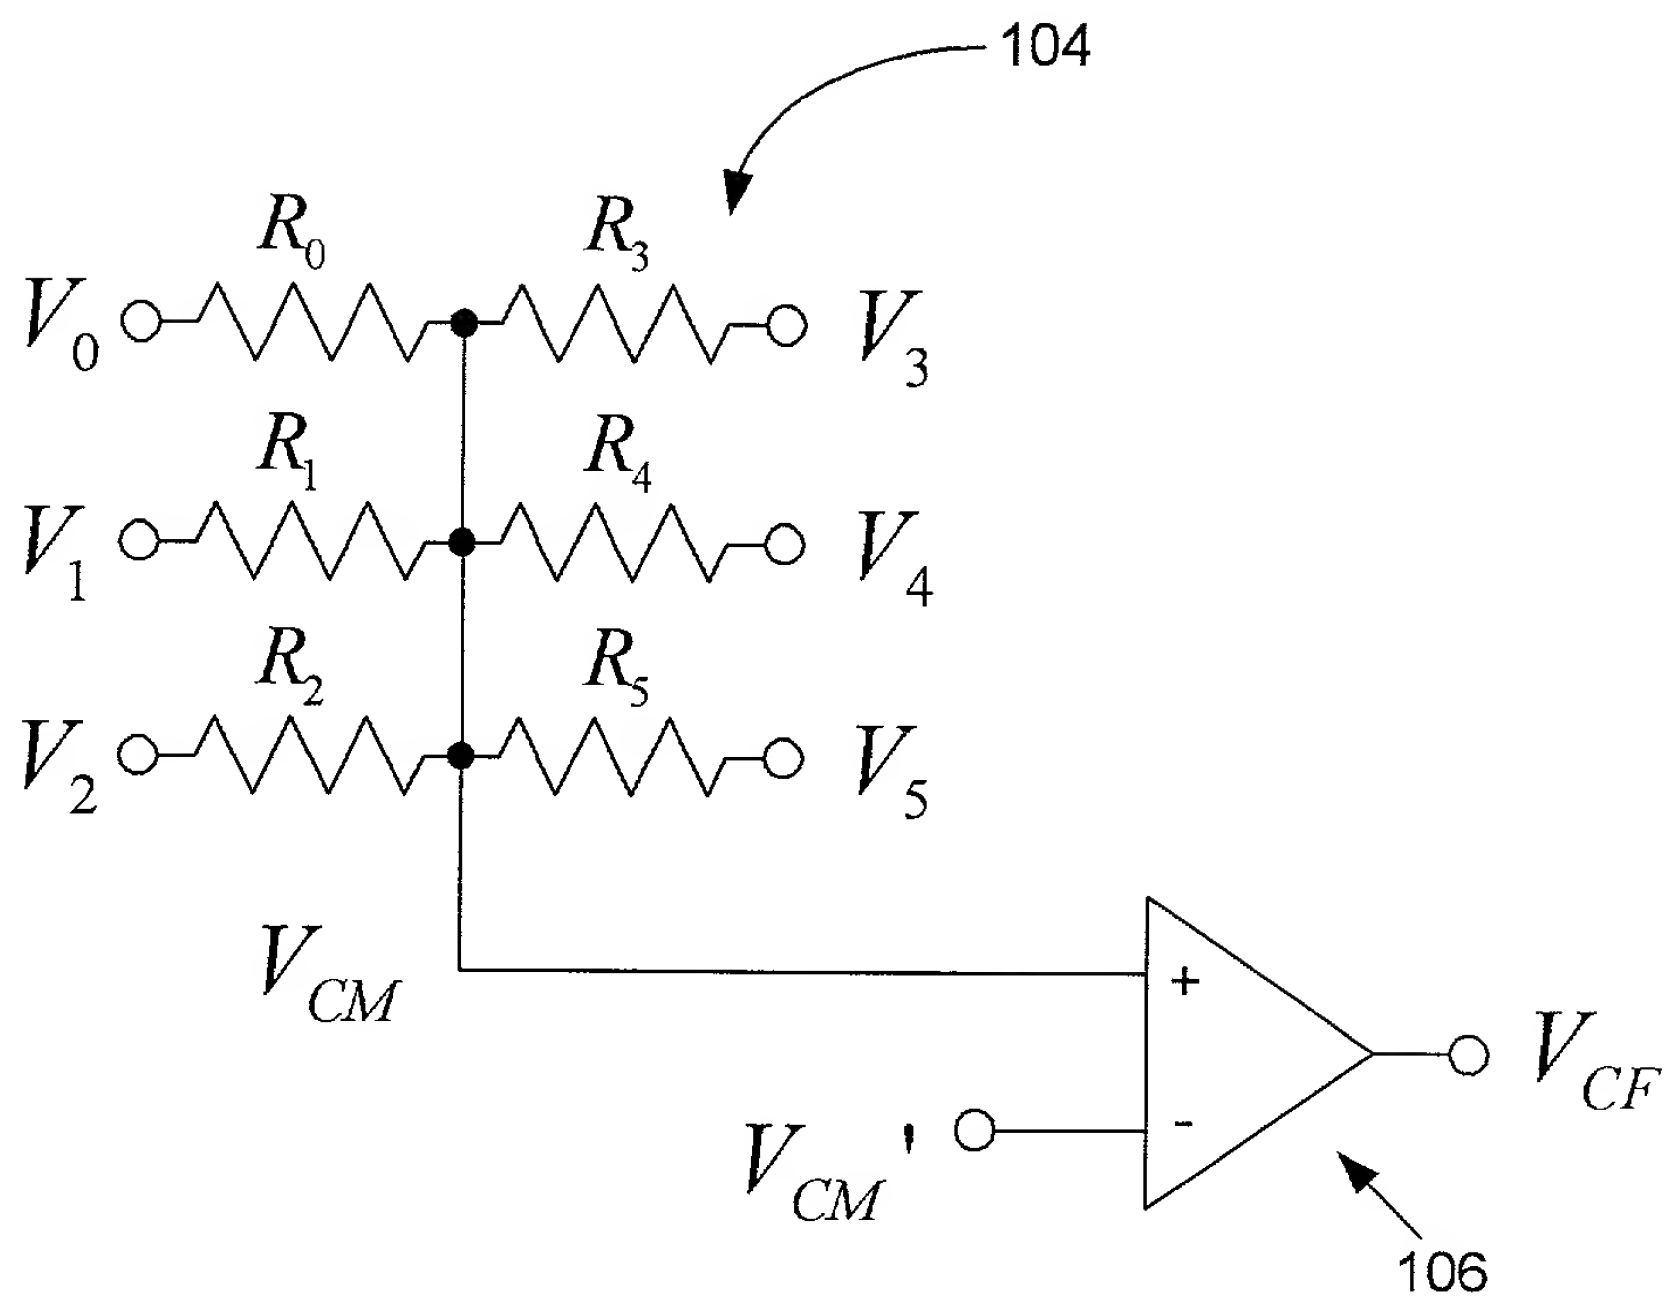 104
R0 R3
V0 V3
R1 R4
V1 V4
R2 R5
V2 V5
VCM
+
VCF
-
VCM'
106